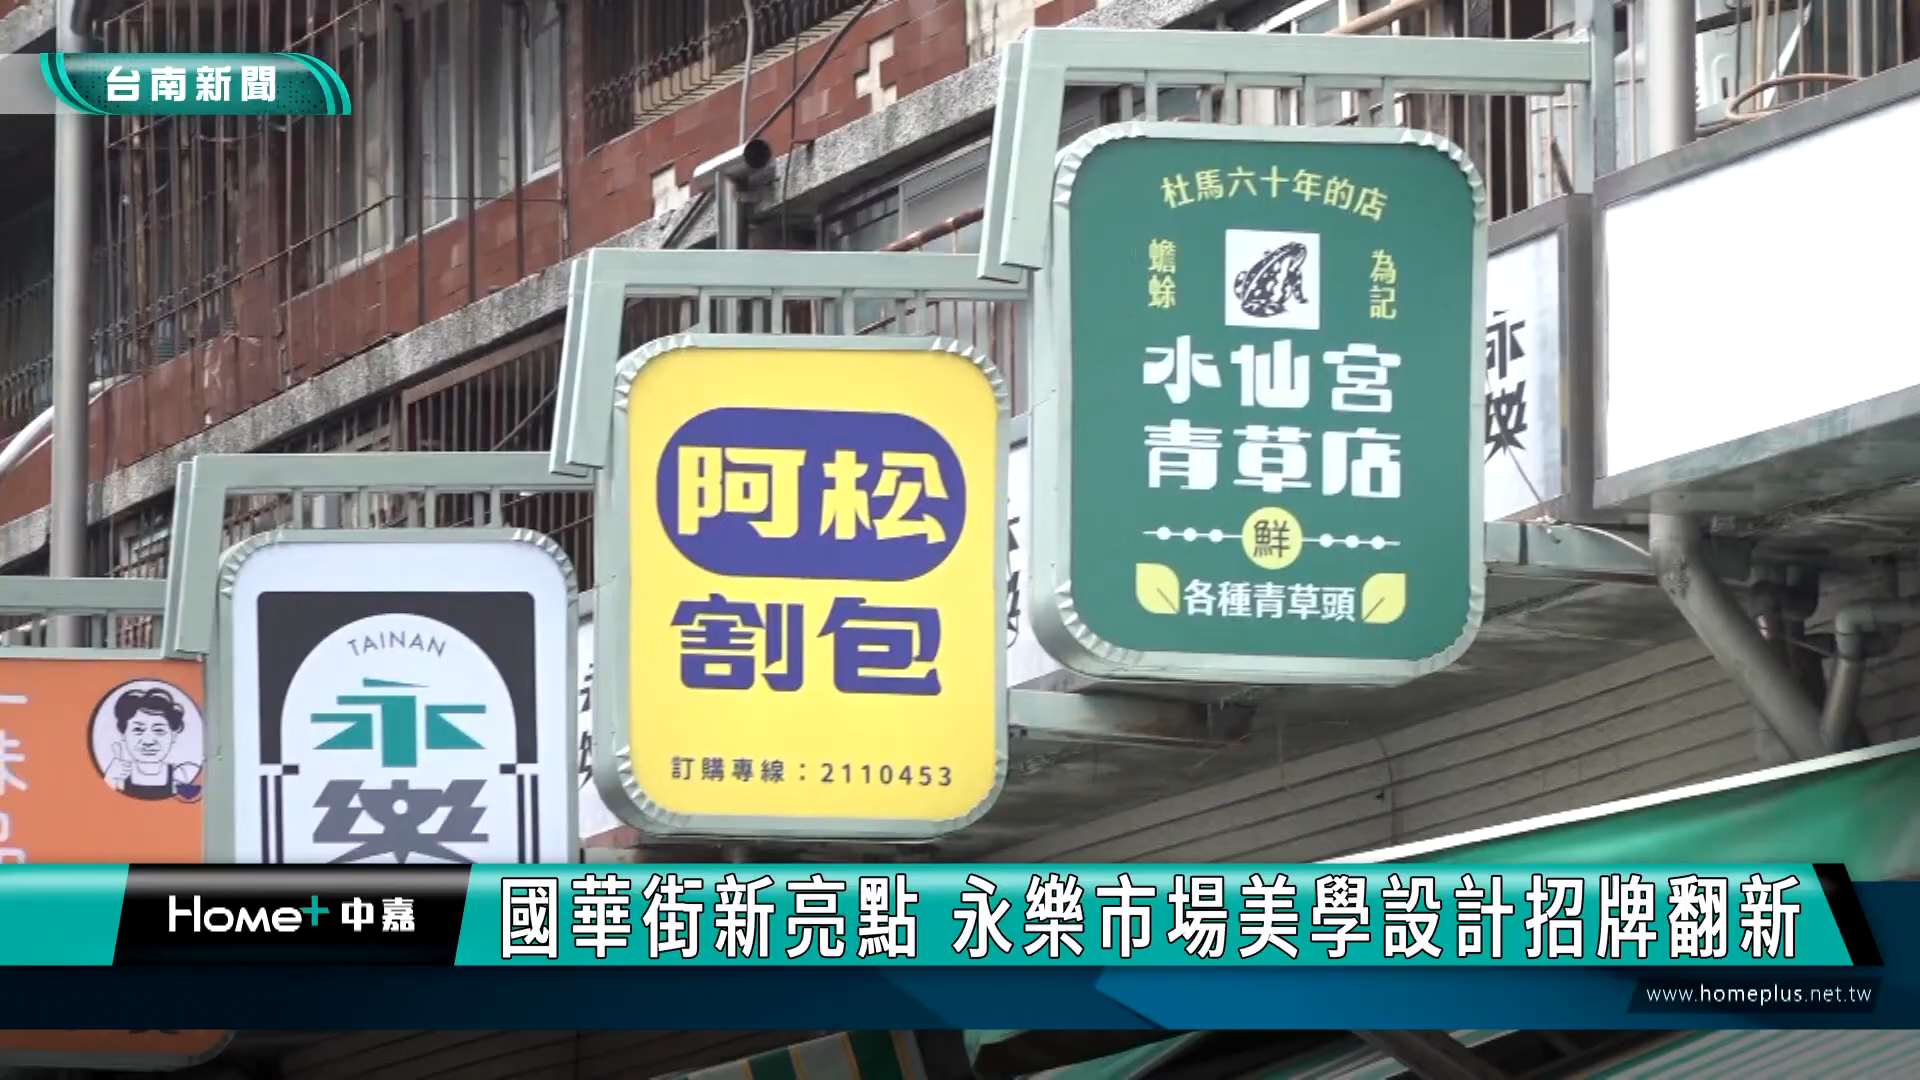 台南新聞
杜馬六十年的店
蟾蜍
為記
水仙宮
青草店
鮮
各種青草頭
阿松
割包
訂購專線：2110453
TAINAN
永
樂
永樂
Home+ 中嘉
國華街新亮點 永樂市場美學設計招牌翻新
www.homeplus.net.tw